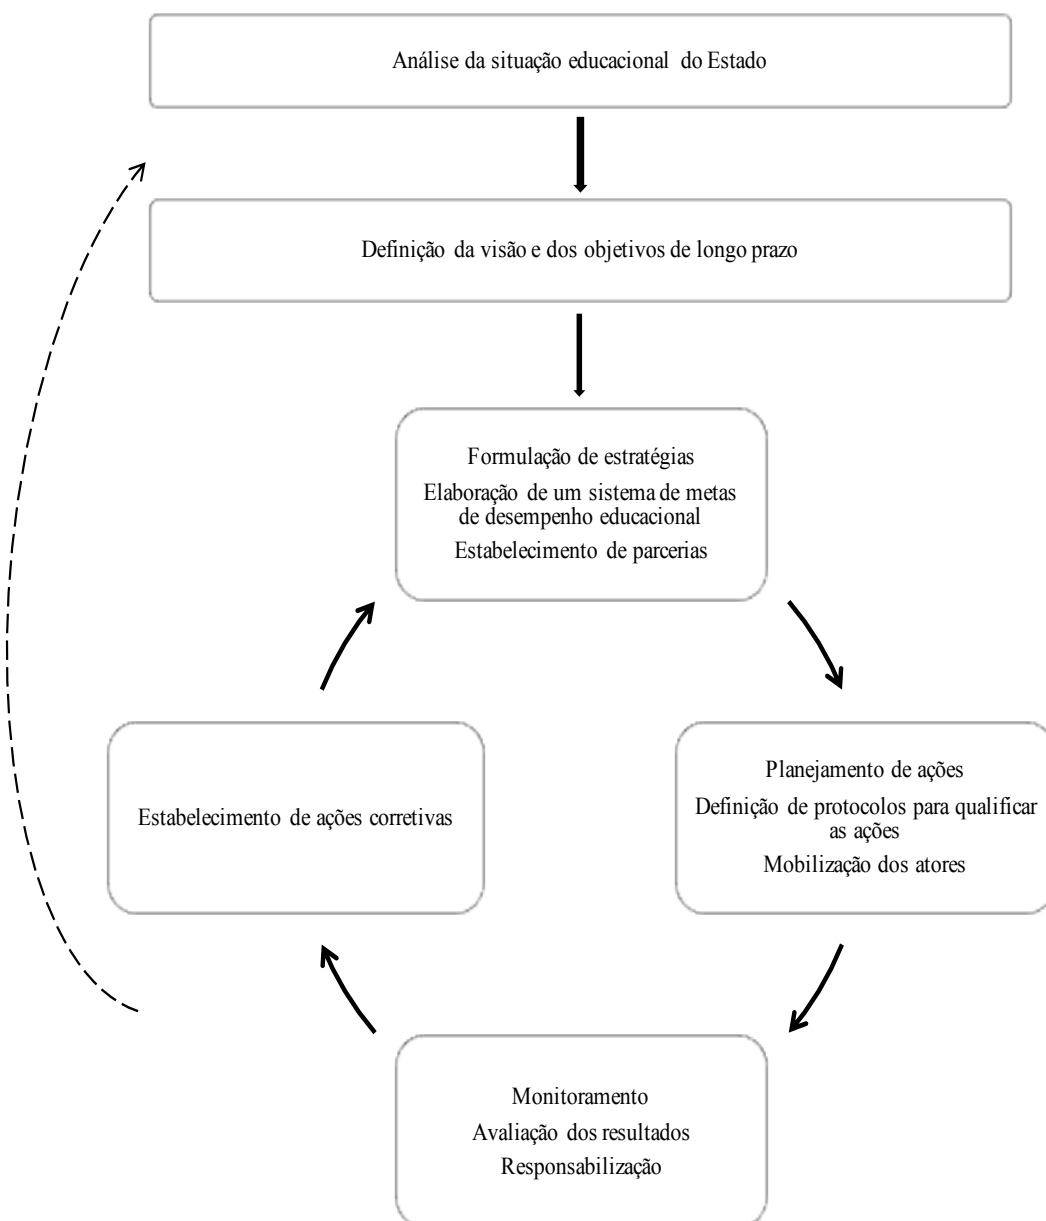 Análise da situação educacional do Estado
Definição da visão e dos objetivos de longo prazo
Formulação de estratégias
Elaboração de um sistema de metas
de desempenho educacional
Estabelecimento de parcerias
Planejamento de ações
Definição de protocolos para qualificar
as ações
Mobilização dos atores
Estabelecimento de ações corretivas
Monitoramento
Avaliação dos resultados
Responsabilização